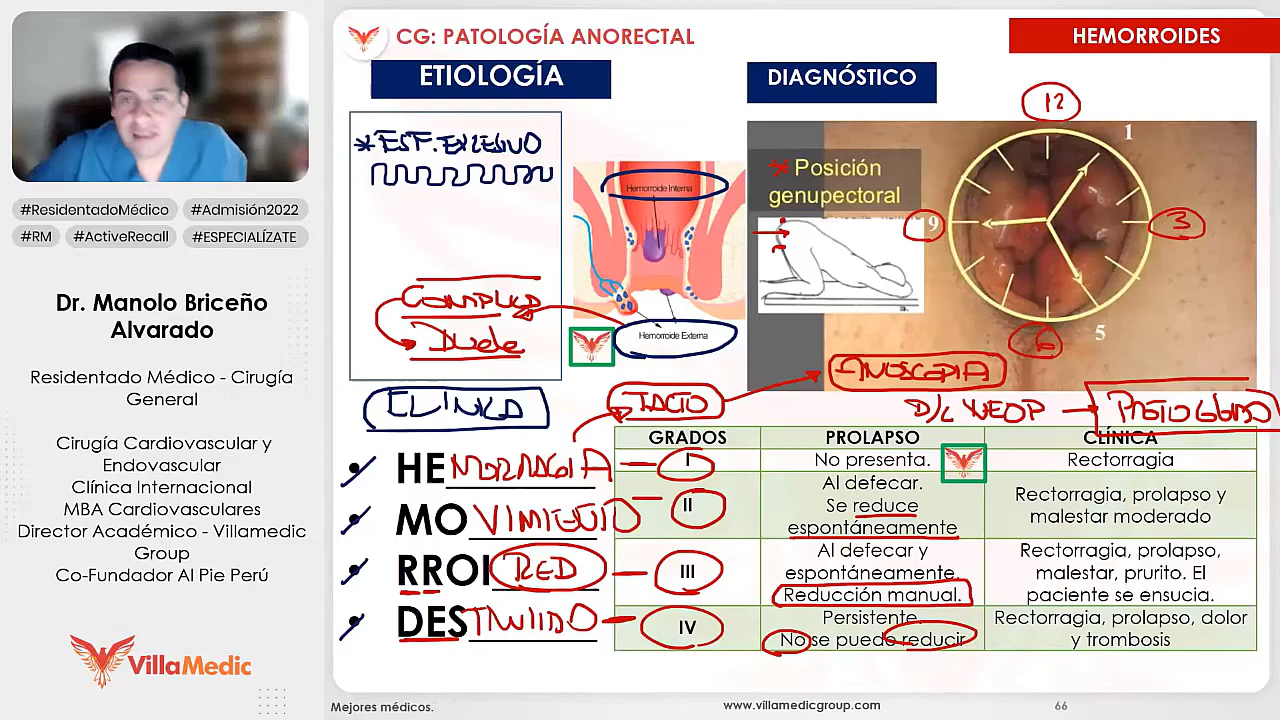 CG: PATOLOGÍA ANORECTAL
HEMORROIDES
ETIOLOGÍA
DIAGNÓSTICO
Hemorroide Interna
Hemorroide Externa
* Posición
genupectoral
12
1
3
5
6
9
#ResidentadoMédico
#Admisión2022
#RM
#ActiveRecall
#ESPECIALÍZATE
Dr. Manolo Briceño
Alvarado
Residentado Médico - Cirugía
General
Cirugía Cardiovascular y
Endovascular
Clínica Internacional
MBA Cardiovasculares
Director Académico - Villamedic
Group
Co-Fundador Al Pie Perú
VillaMedic
Duele
CLÍNICA
TACTO
ANOSCOPIA
HEMORRAGIA
MOVIMIENTO
RROI RED
DES
GRADOS PROLAPSO CLÍNICA
I No presenta. Rectorragia
II Al defecar.
Se reduce
espontáneamente
Rectorragia, prolapso y
malestar moderado
III Al defecar y
espontáneamente.
Reducción manual.
Rectorragia, prolapso,
malestar, prurito. El
paciente se ensucia.
IV Persistente.
No se puede reducir
Rectorragia, prolapso, dolor
y trombosis
Mejores médicos.
www.villamedicgroup.com
66